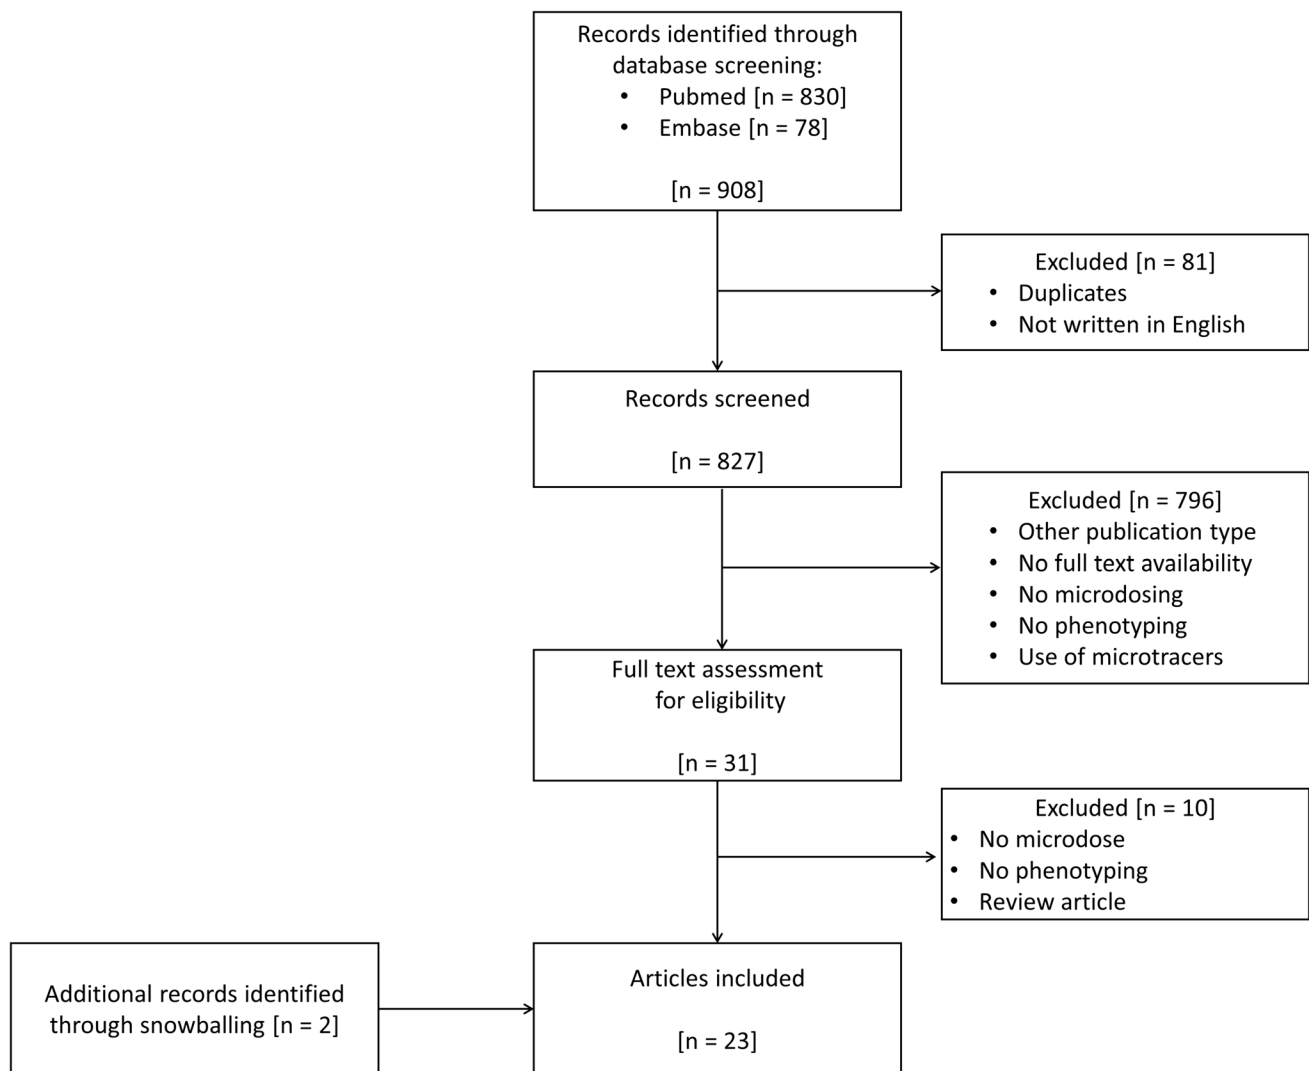 Records identified through
database screening:
• Pubmed [n = 830]
• Embase [n = 78]
[n = 908]
Excluded [n = 81]
• Duplicates
• Not written in English
Records screened
[n = 827]
Excluded [n = 796]
• Other publication type
• No full text availability
• No microdosing
• No phenotyping
• Use of microtracers
Full text assessment
for eligibility
[n = 31]
Excluded [n = 10]
• No microdose
• No phenotyping
• Review article
Additional records identified
through snowballing [n = 2]
Articles included
[n = 23]